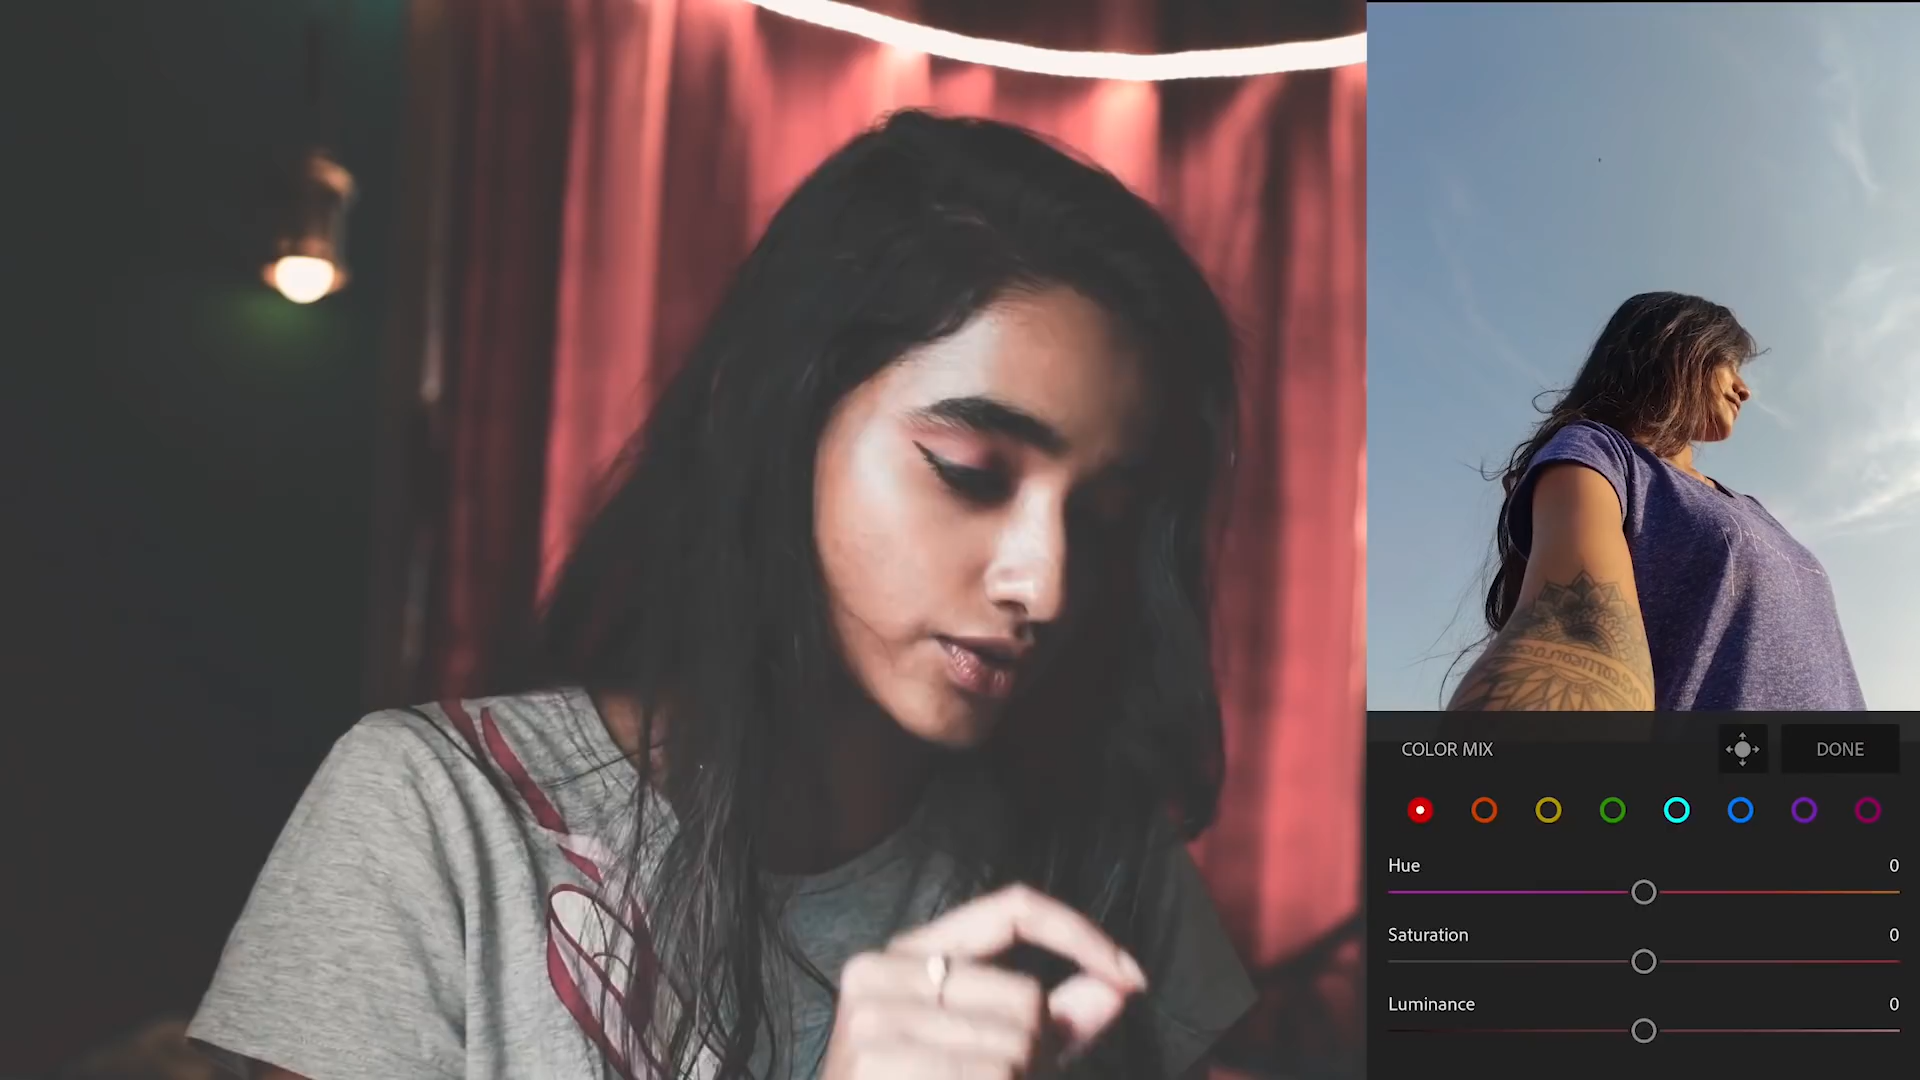 COLOR MIX
DONE
Hue 0
Saturation 0
Luminance 0